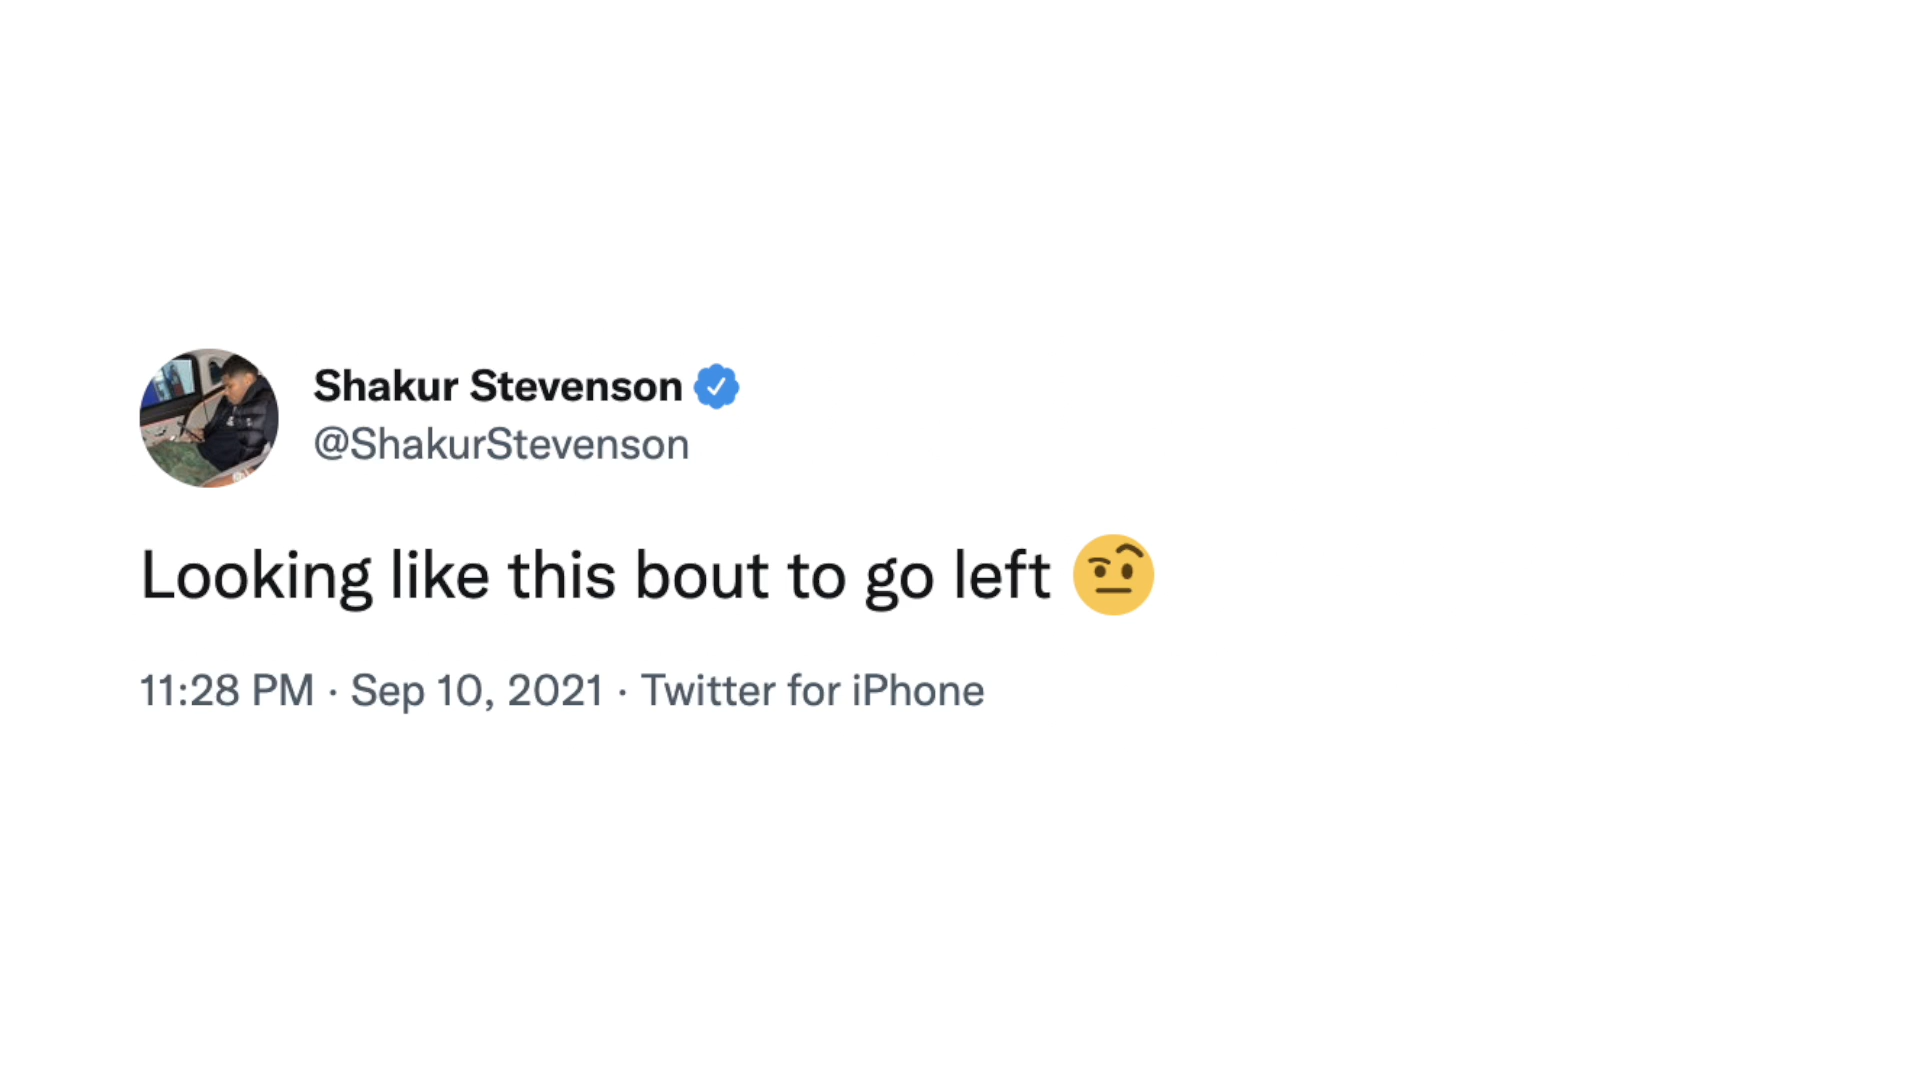 Shakur Stevenson
@ShakurStevenson
Looking like this bout to go left 🤨
11:28 PM · Sep 10, 2021 · Twitter for iPhone